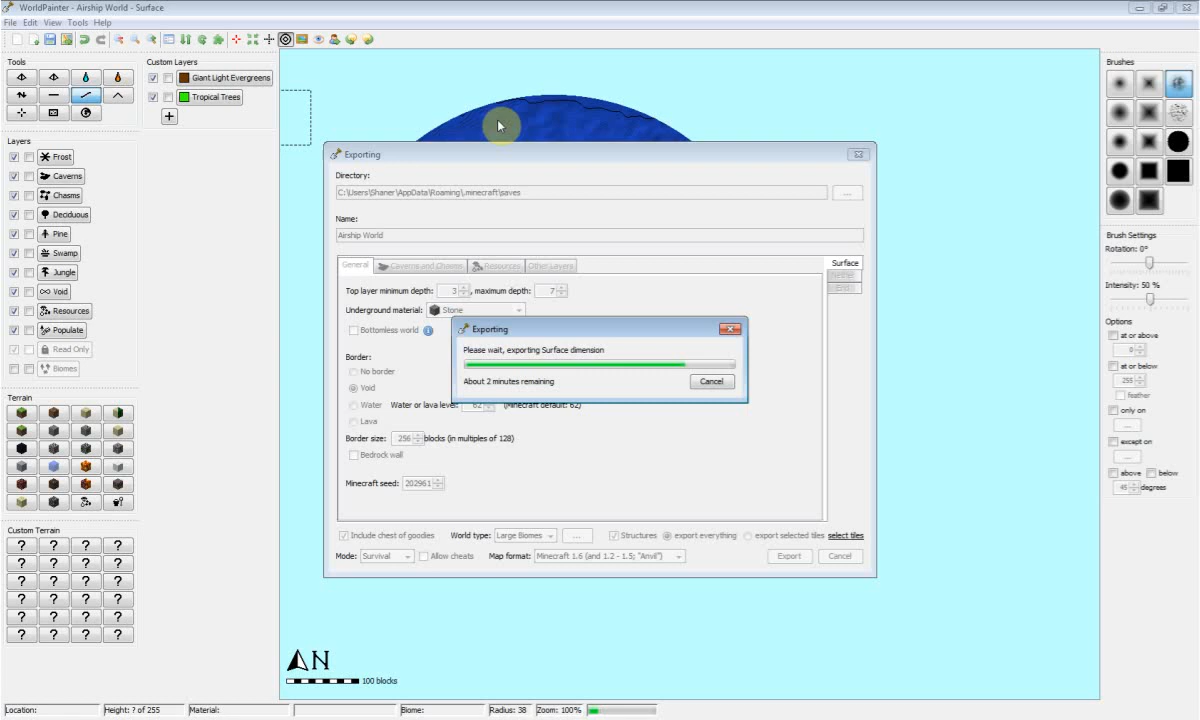 WorldPainter - Airship World - Surface
File Edit View Tools Help
Tools
Custom Layers
Giant Light Evergreens
Tropical Trees
Layers
Frost
Caverns
Chasms
Deciduous
Pine
Swamp
Jungle
Void
Resources
Populate
Read Only
Biomes
Terrain
Custom Terrain
? ? ? ?
? ? ? ?
? ? ? ?
? ? ? ?
? ? ? ?
? ? ? ?
Exporting
Directory:
C:\Users\Shaner\AppData\Roaming\.minecraft\saves
...
Name:
Airship World
General Caverns and Chasms Resources Other Layers
Surface
Nether
End
Top layer minimum depth: 3 , maximum depth: 7
Underground material: Stone
Bottomless world
Border:
No border
Void
Water Water or lava level: 62 (Minecraft default: 62)
Lava
Border size: 256 blocks (in multiples of 128)
Bedrock wall
Minecraft seed: 202961
Exporting
Please wait, exporting Surface dimension
About 2 minutes remaining
Cancel
Include chest of goodies World type: Large Biomes ... Structures export everything export selected tiles select tiles
Mode: Survival Allow cheats Map format: Minecraft 1.6 (and 1.2 - 1.5; "Anvil") Export Cancel
N
100 blocks
Brushes
Brush Settings
Rotation: 0°
Intensity: 50 %
Options
at or above
0
at or below
255
feather
only on
...
except on
...
above below
45 degrees
Location: Height: ? of 255 Material: Biome: Radius: 38 Zoom: 100%